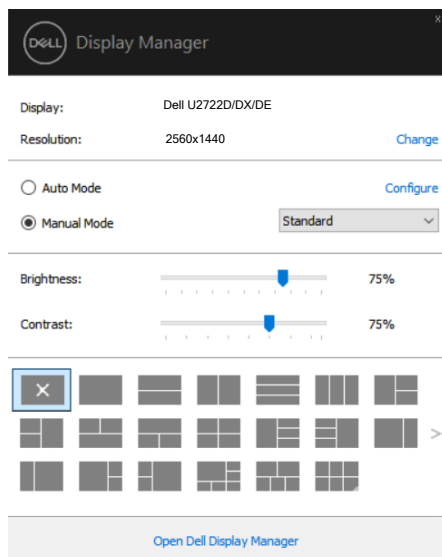 x
DELL Display Manager
Display: Dell U2722D/DX/DE
Resolution: 2560x1440 Change
Auto Mode Configure
Manual Mode Standard
Brightness: 75%
Contrast: 75%
Open Dell Display Manager